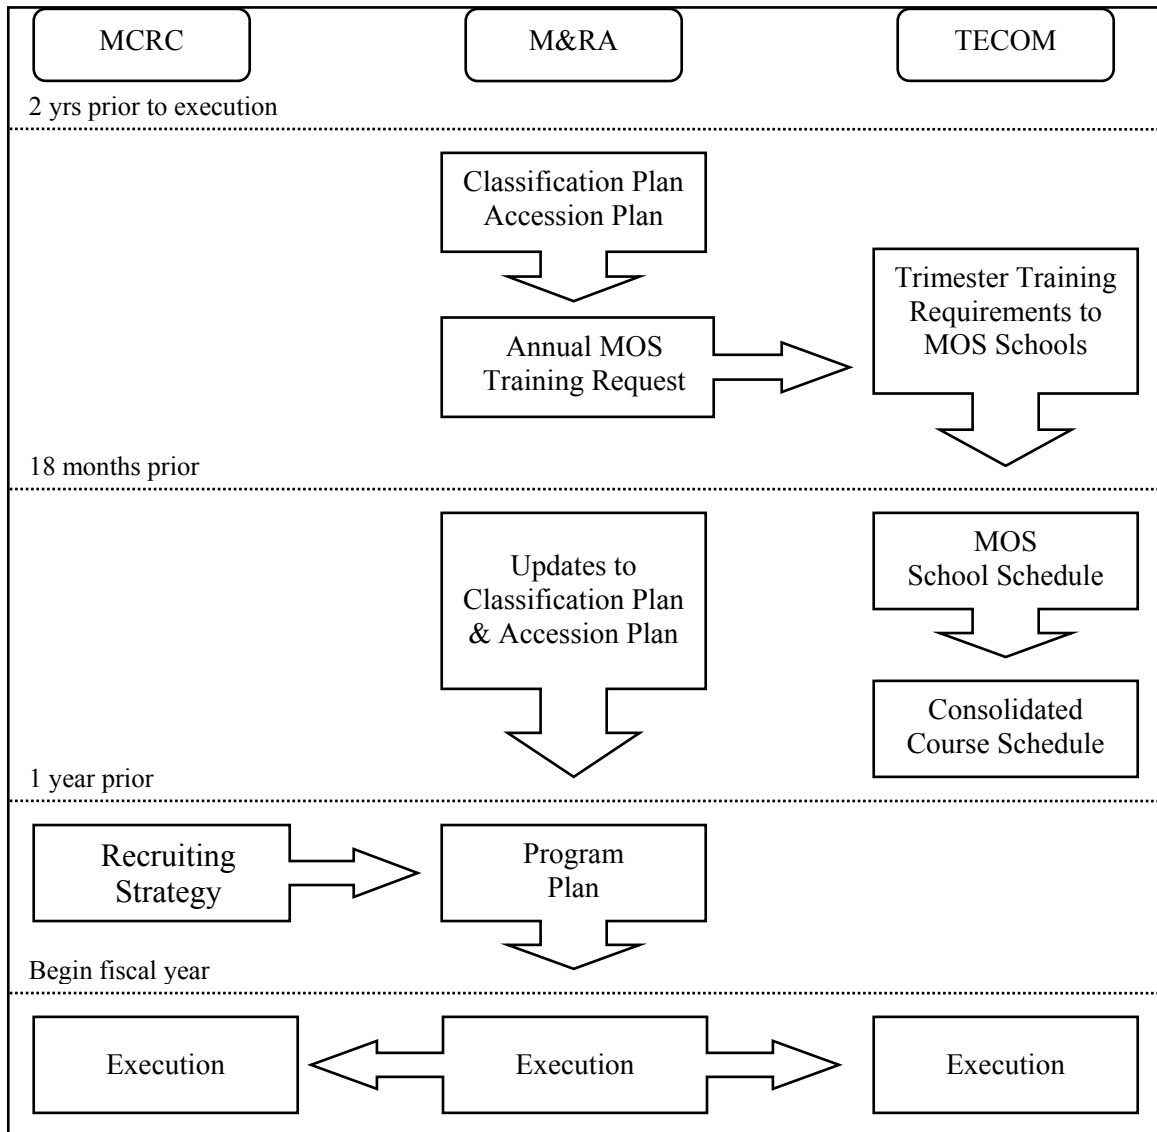 MCRC
M&RA
TECOM
2 yrs prior to execution
Classification Plan
Accession Plan
Trimester Training
Requirements to
MOS Schools
Annual MOS
Training Request
18 months prior
Updates to
Classification Plan
& Accession Plan
MOS
School Schedule
Consolidated
Course Schedule
1 year prior
Recruiting
Strategy
Program
Plan
Begin fiscal year
Execution
Execution
Execution